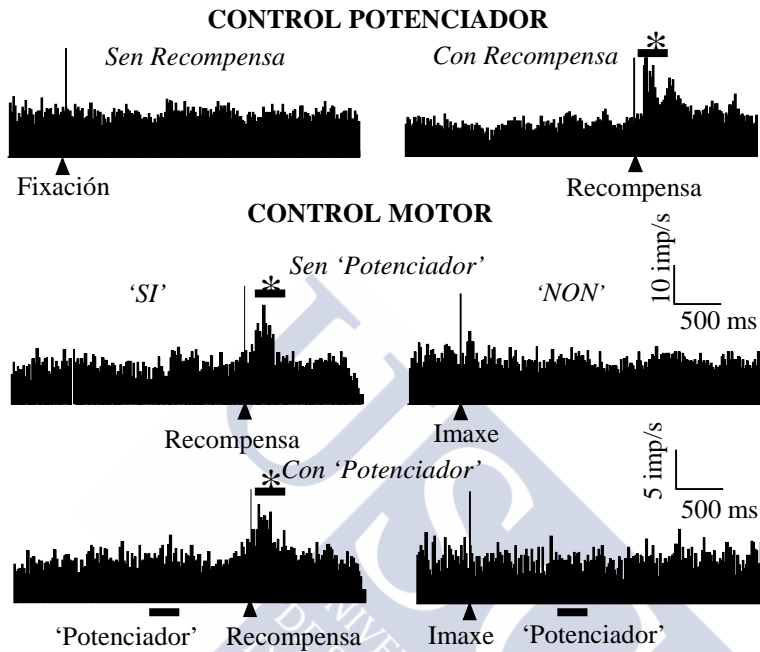 CONTROL POTENCIADOR
Sen Recompensa
Con Recompensa
*
Fixación
Recompensa
CONTROL MOTOR
Sen ‘Potenciador’
‘SI’
*
‘NON’
10 imp/s
500 ms
Recompensa
Imaxe
Con ‘Potenciador’
*
5 imp/s
500 ms
‘Potenciador’
Recompensa
Imaxe
‘Potenciador’
USC